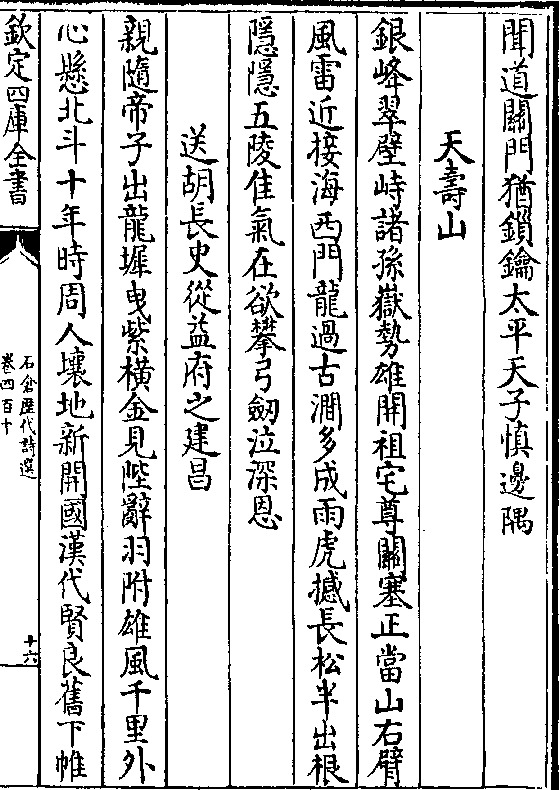 聞道關門猶鎻鑰太平天子慎邊隅
天壽山
銀峰翠壁峙諸孫嶽勢雄開祖宅尊關塞正當山右臂
風雷近接海西門龍過古澗多成雨虎撼長松半出根
隱隱五陵佳氣在欲攀弓劒泣深恩
送胡長史從益府之建昌
親隨帝子出龍墀曳紫横金見陛辭羽附雄風千里外
心懸北斗十年時周人壤地新開國漢代賢良舊下帷
欽定四庫全書
石倉歴代詩選
卷四百十
十六